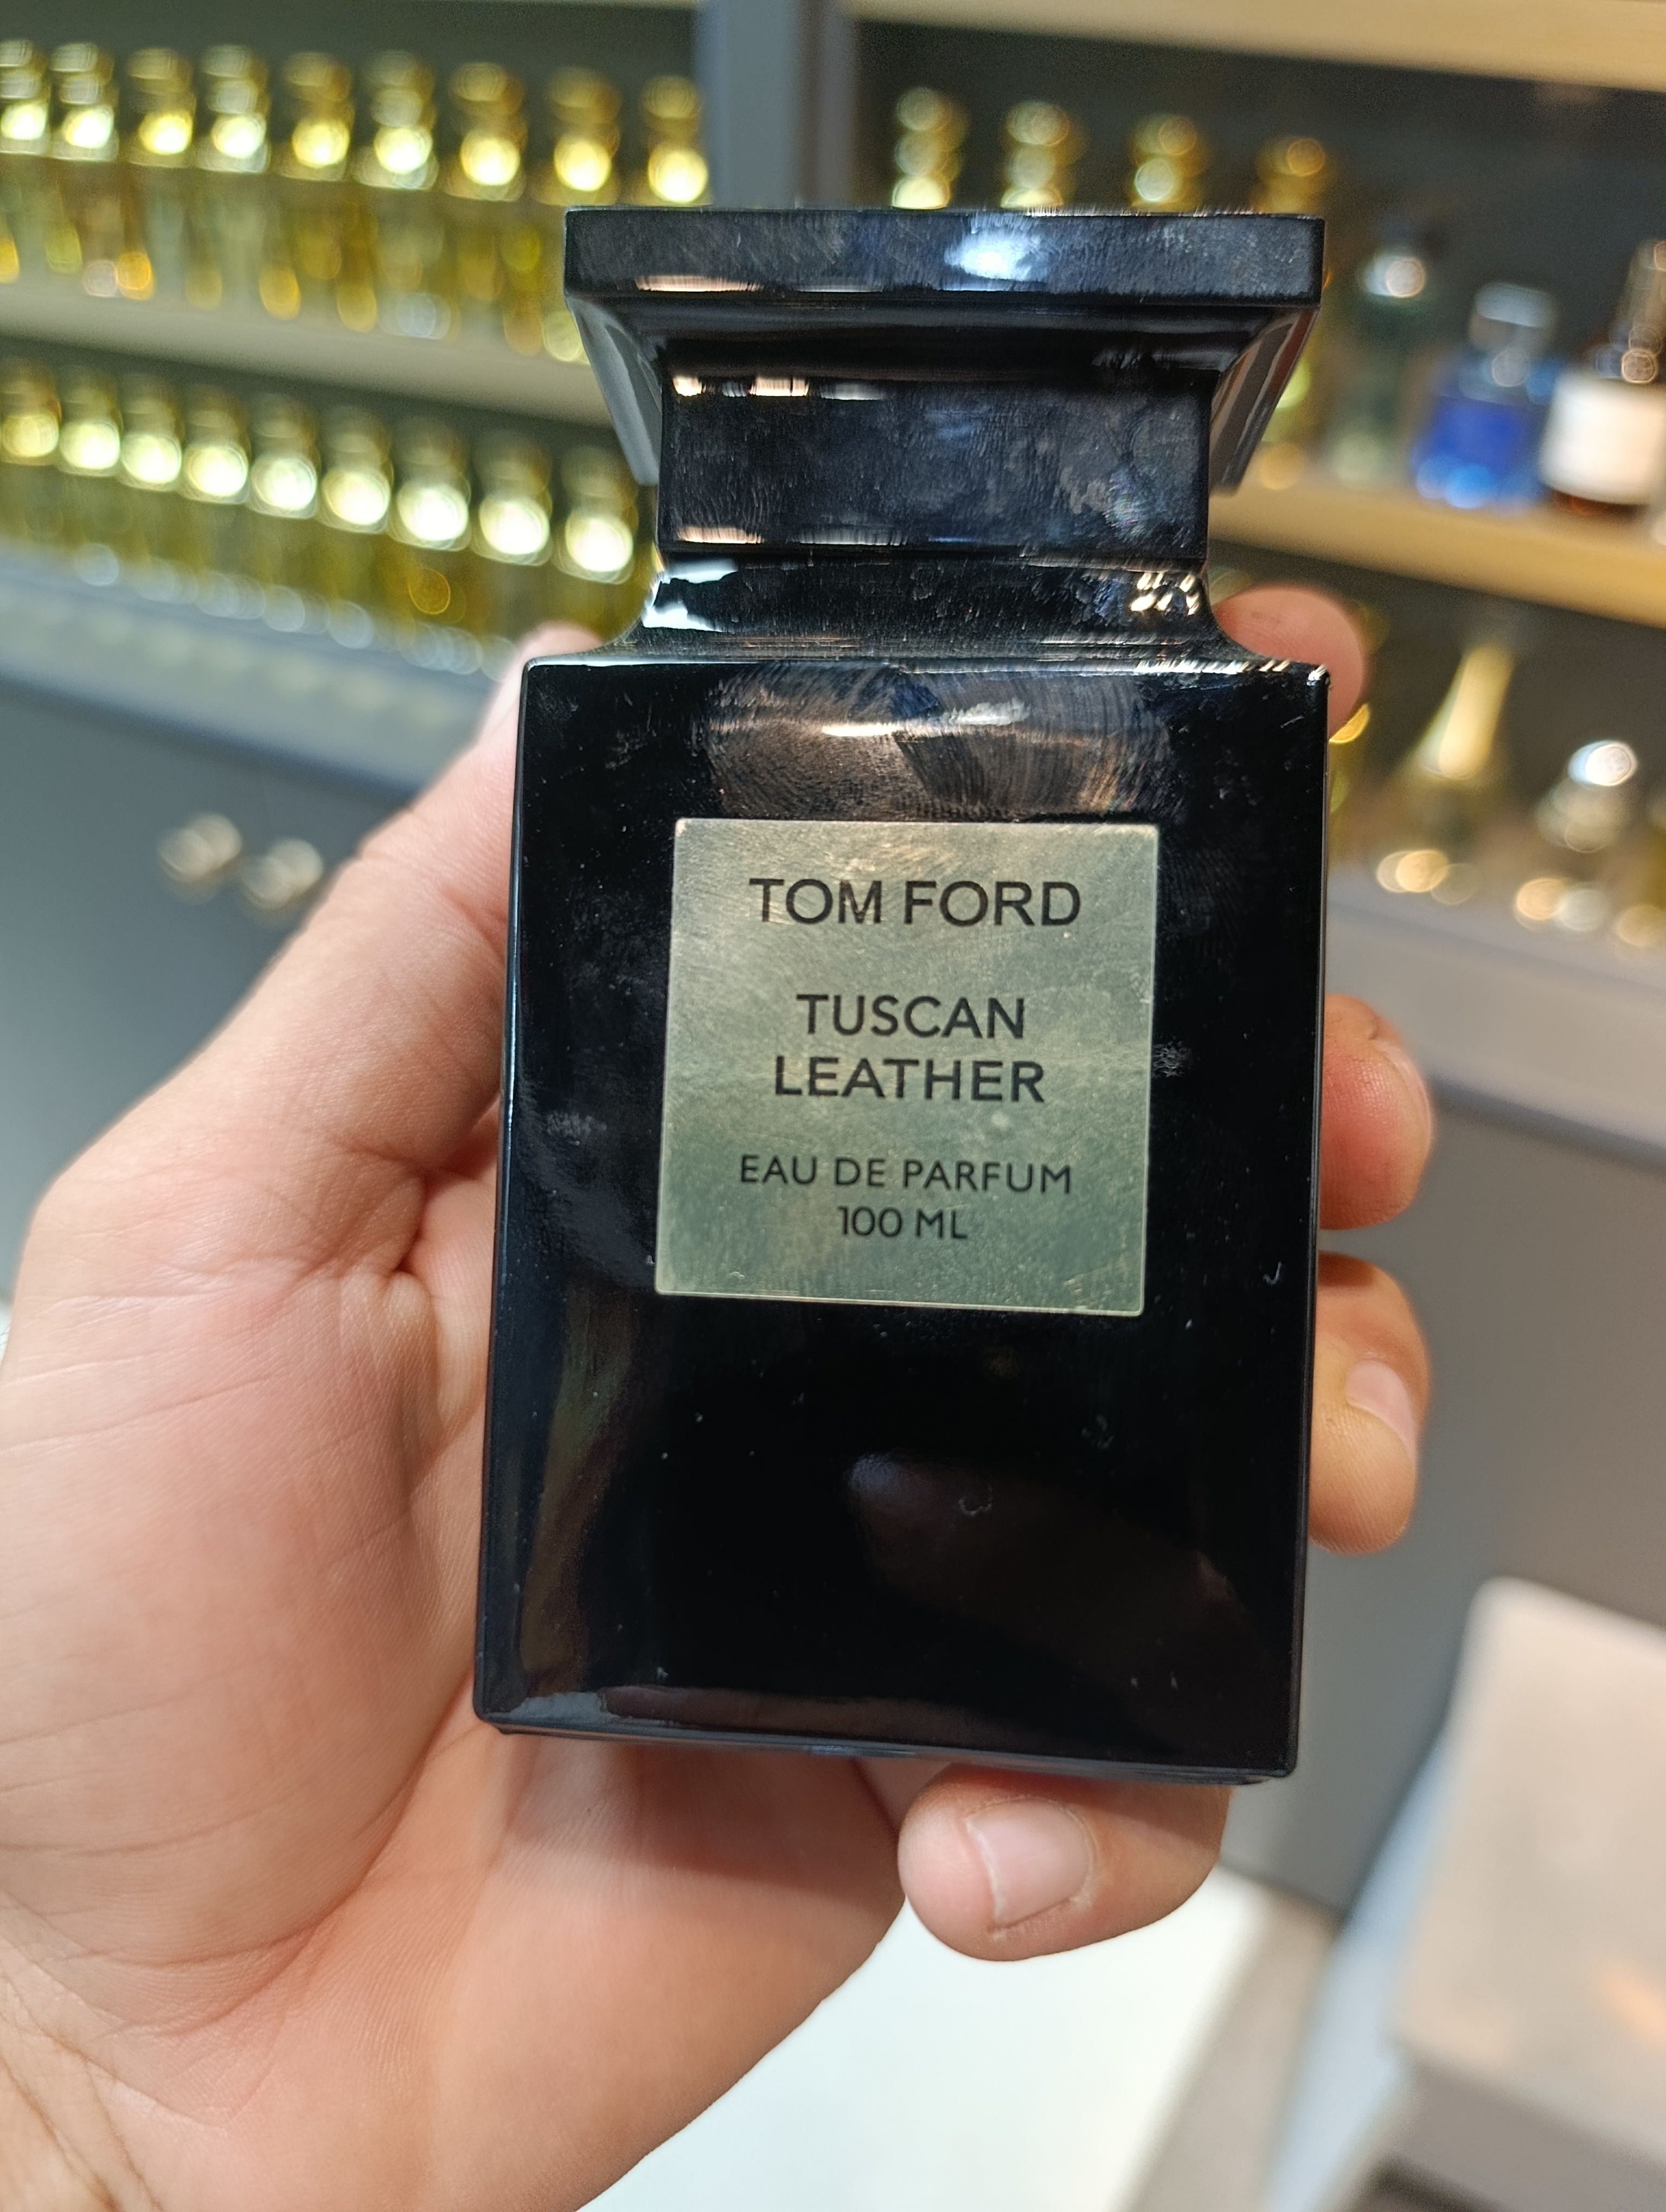 TOM FORD
TUSCAN
LEATHER
EAU DE PARFUM
100 ML